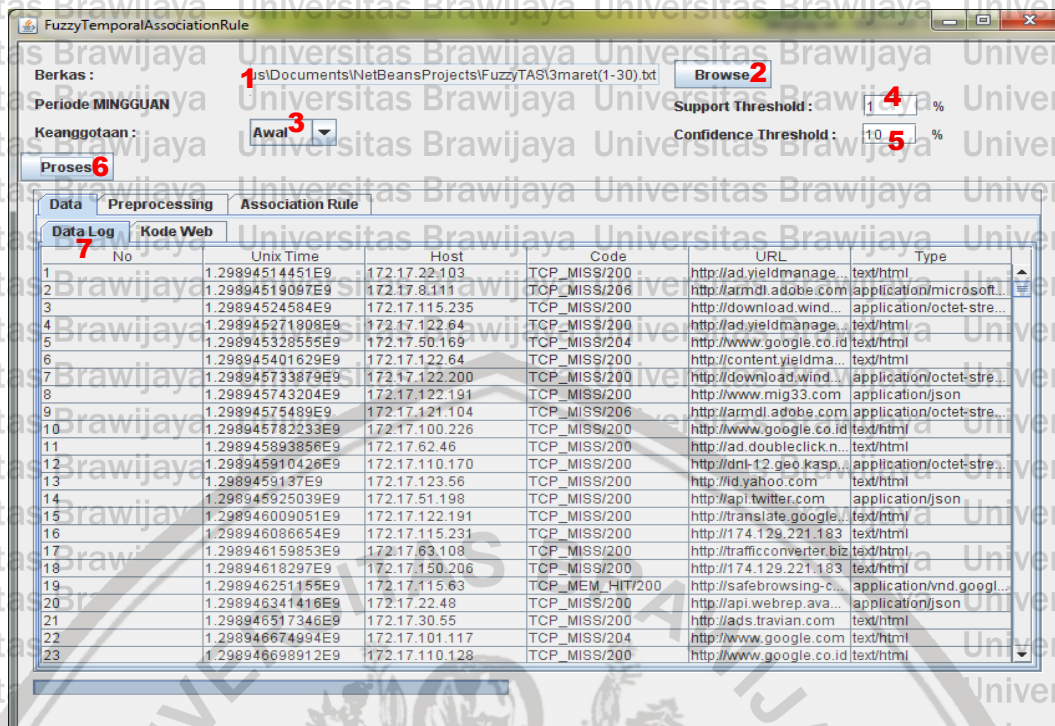 FuzzyTemporalAssociationRule
Berkas :
1
us\Documents\NetBeansProjects\FuzzyTAS\3maret(1-30).txt
Browse 2
Periode MINGGUAN
Support Threshold : 1 4 %
Keanggotaan : Awal 3
Confidence Threshold : 10 5 %
Proses 6
Data Preprocessing Association Rule
Data Log Kode Web
7
No Unix Time Host Code URL Type
1 1.29894514451E9 172.17.22.103 TCP_MISS/200 http://ad.yieldmanage... text/html
2 1.29894519097E9 172.17.8.111 TCP_MISS/206 http://armdl.adobe.com application/microsoft...
3 1.29894524584E9 172.17.115.235 TCP_MISS/200 http://download.wind... application/octet-stre...
4 1.298945271808E9 172.17.122.64 TCP_MISS/200 http://ad.yieldmanage... text/html
5 1.298945328555E9 172.17.50.169 TCP_MISS/204 http://www.google.co.id text/html
6 1.298945401629E9 172.17.122.64 TCP_MISS/200 http://content.yieldma... text/html
7 1.298945733879E9 172.17.122.200 TCP_MISS/200 http://download.wind... application/octet-stre...
8 1.298945743204E9 172.17.122.191 TCP_MISS/200 http://www.mig33.com application/json
9 1.29894575489E9 172.17.121.104 TCP_MISS/206 http://armdl.adobe.com application/octet-stre...
10 1.298945782233E9 172.17.100.226 TCP_MISS/200 http://www.google.co.id text/html
11 1.298945893856E9 172.17.62.46 TCP_MISS/200 http://ad.doubleclick.n... text/html
12 1.298945910426E9 172.17.110.170 TCP_MISS/200 http://dnl-12.geo.kasp... application/octet-stre...
13 1.2989459137E9 172.17.123.56 TCP_MISS/200 http://id.yahoo.com text/html
14 1.298945925039E9 172.17.51.198 TCP_MISS/200 http://api.twitter.com application/json
15 1.298946009051E9 172.17.122.191 TCP_MISS/200 http://translate.google... text/html
16 1.298946086654E9 172.17.115.231 TCP_MISS/200 http://174.129.221.183 text/html
17 1.298946159853E9 172.17.63.108 TCP_MISS/200 http://trafficconverter.biz text/html
18 1.29894618297E9 172.17.150.206 TCP_MISS/200 http://174.129.221.183 text/html
19 1.298946251155E9 172.17.115.63 TCP_MEM_HIT/200 http://safebrowsing-c... application/vnd.googl...
20 1.298946341416E9 172.17.22.48 TCP_MISS/200 http://api.webrep.ava... application/json
21 1.298946517346E9 172.17.30.55 TCP_MISS/200 http://ads.travian.com text/html
22 1.298946674994E9 172.17.101.117 TCP_MISS/204 http://www.google.com text/html
23 1.298946698912E9 172.17.110.128 TCP_MISS/200 http://www.google.co.id text/html
Universitas Brawijaya